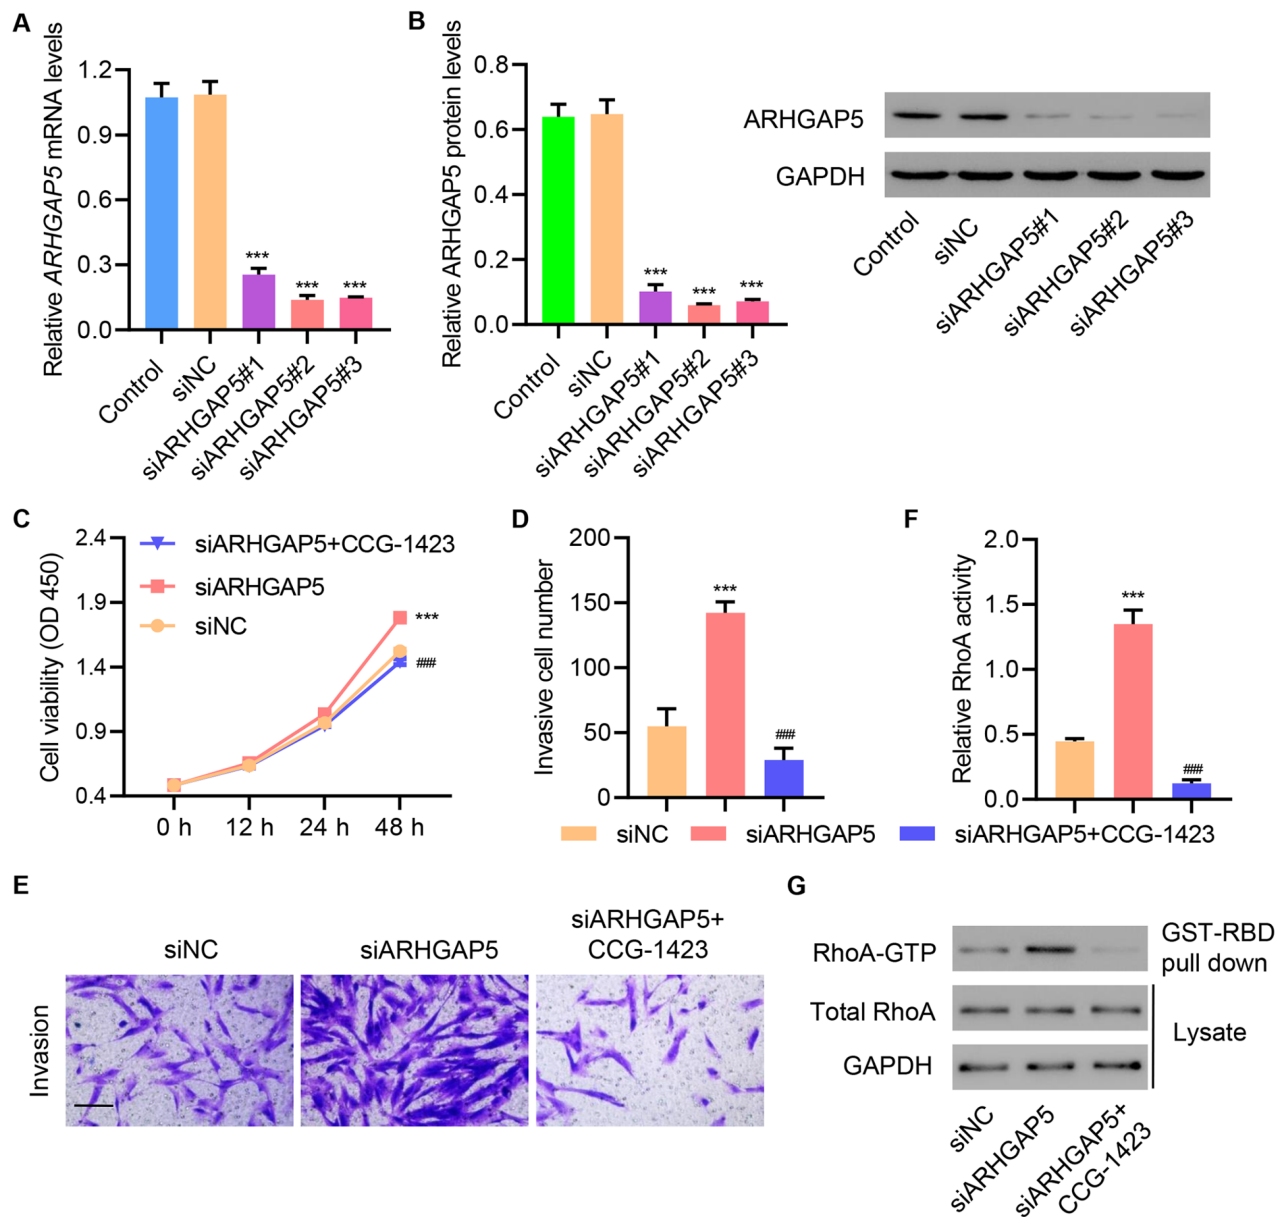 A
Relative ARHGAP5 mRNA levels
1.2
0.9
0.6
0.3
0.0
***
***
***
Control
siNC
siARHGAP5#1
siARHGAP5#2
siARHGAP5#3
B
Relative ARHGAP5 protein levels
0.8
0.6
0.4
0.2
0.0
***
***
***
Control
siNC
siARHGAP5#1
siARHGAP5#2
siARHGAP5#3
ARHGAP5
GAPDH
Control
siNC
siARHGAP5#1
siARHGAP5#2
siARHGAP5#3
C
Cell viability (OD 450)
2.4
1.9
1.4
0.9
0.4
siARHGAP5+CCG-1423
siARHGAP5
siNC
***
###
0 h
12 h
24 h
48 h
D
Invasive cell number
200
150
100
50
0
***
###
F
Relative RhoA activity
2.0
1.5
1.0
0.5
0.0
***
###
siNC
siARHGAP5
siARHGAP5+CCG-1423
E
siNC
siARHGAP5
siARHGAP5+
CCG-1423
Invasion
G
RhoA-GTP
Total RhoA
GAPDH
GST-RBD
pull down
Lysate
siNC
siARHGAP5
siARHGAP5+
CCG-1423